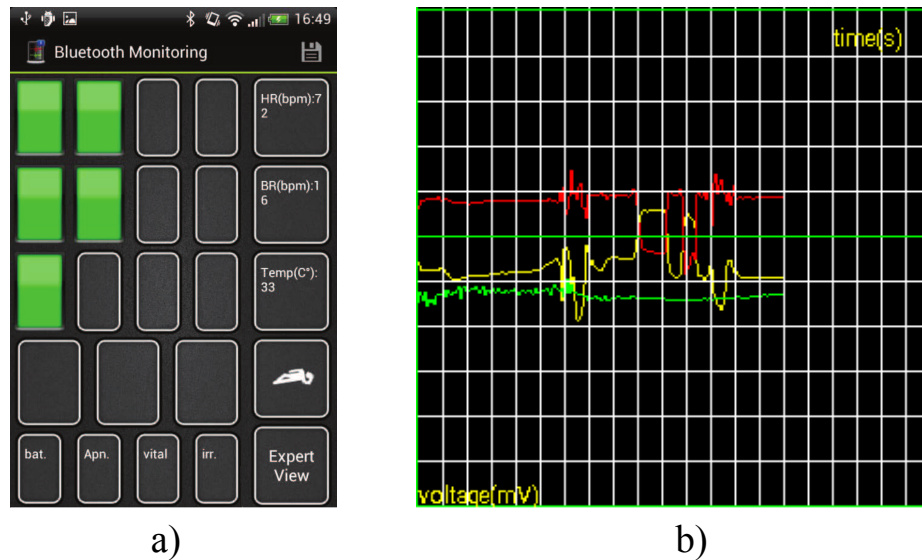 16:49
Bluetooth Monitoring
HR(bpm):7
2
BR(bpm):1
6
Temp(C°):
33
bat.
Apn.
vital
irr.
Expert
View
a)
time(s)
voltage(mV)
b)